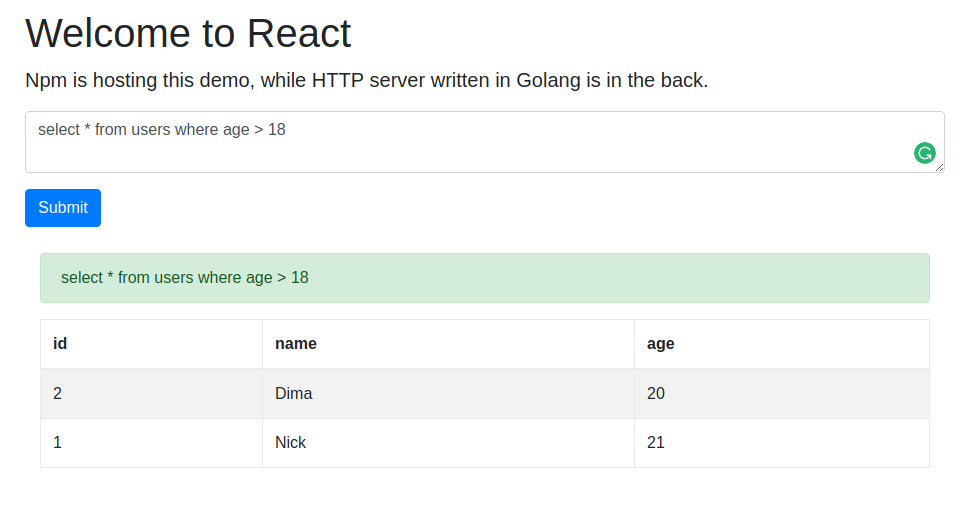 Welcome to React
Npm is hosting this demo, while HTTP server written in Golang is in the back.
select * from users where age > 18
Submit
select * from users where age > 18
id name age
2 Dima 20
1 Nick 21